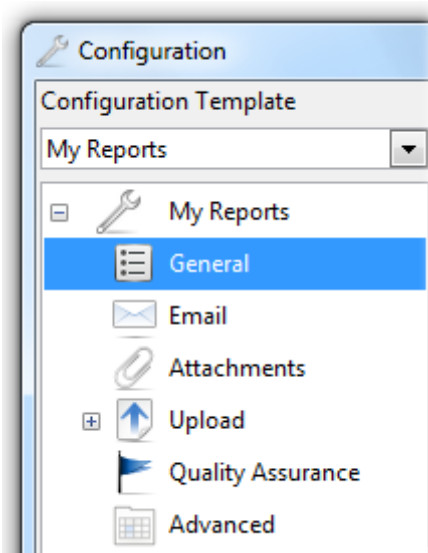 Configuration
Configuration Template
My Reports
My Reports
General
Email
Attachments
Upload
Quality Assurance
Advanced